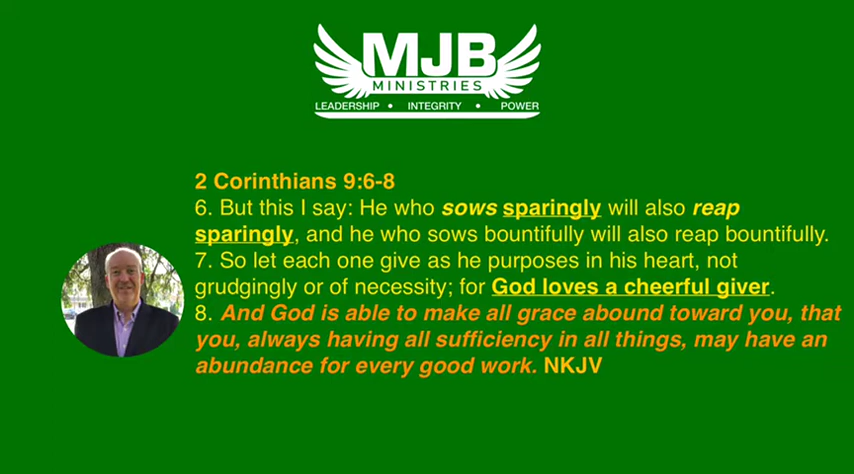 MJB
MINISTRIES
LEADERSHIP • INTEGRITY • POWER
2 Corinthians 9:6-8
6. But this I say: He who sows sparingly will also reap
sparingly, and he who sows bountifully will also reap bountifully.
7. So let each one give as he purposes in his heart, not
grudgingly or of necessity; for God loves a cheerful giver.
8. And God is able to make all grace abound toward you, that
you, always having all sufficiency in all things, may have an
abundance for every good work. NKJV